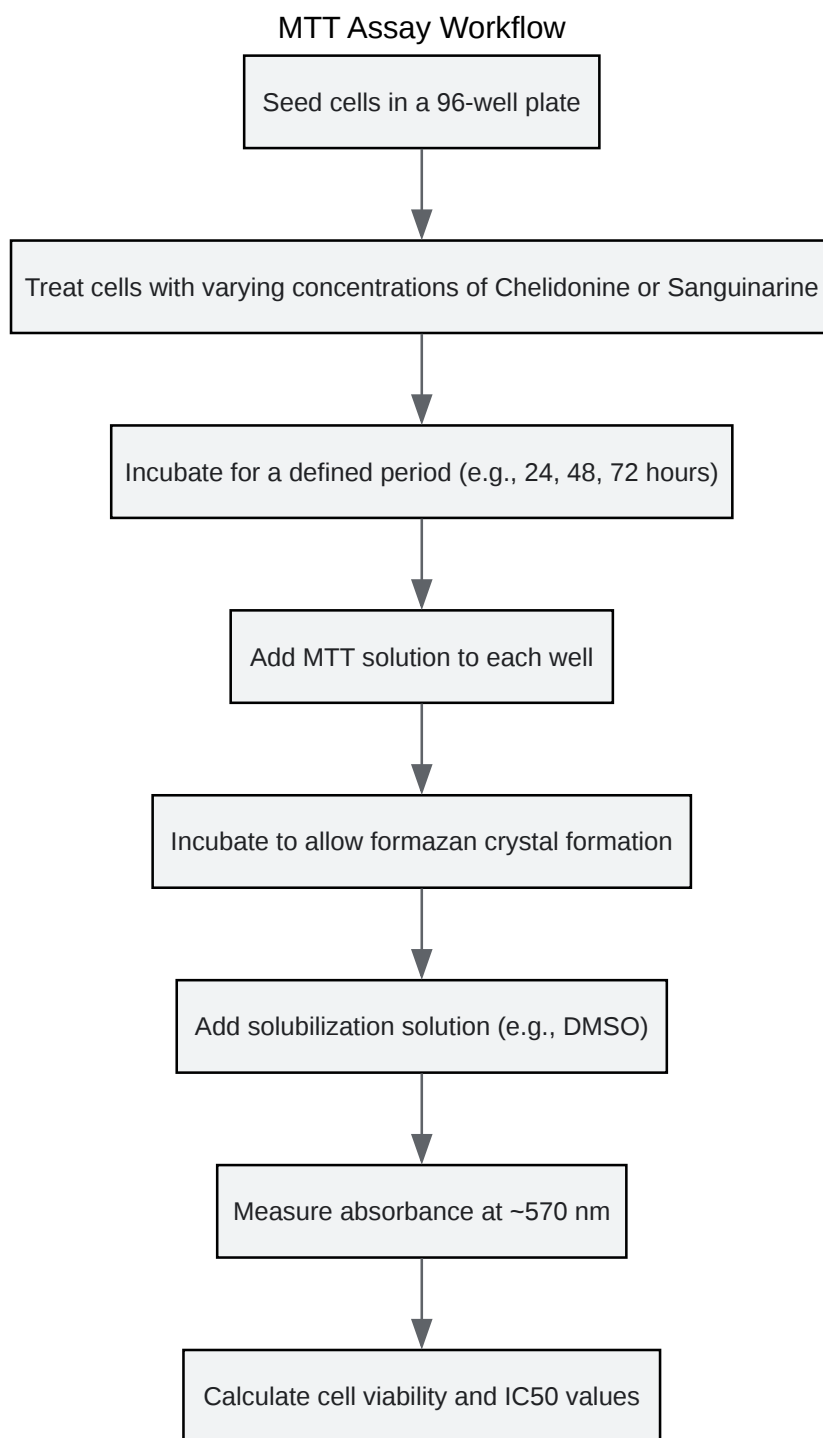 MTT Assay Workflow
Seed cells in a 96-well plate
Treat cells with varying concentrations of Chelidonine or Sanguinarine
Incubate for a defined period (e.g., 24, 48, 72 hours)
Add MTT solution to each well
Incubate to allow formazan crystal formation
Add solubilization solution (e.g., DMSO)
Measure absorbance at ~570 nm
Calculate cell viability and IC50 values